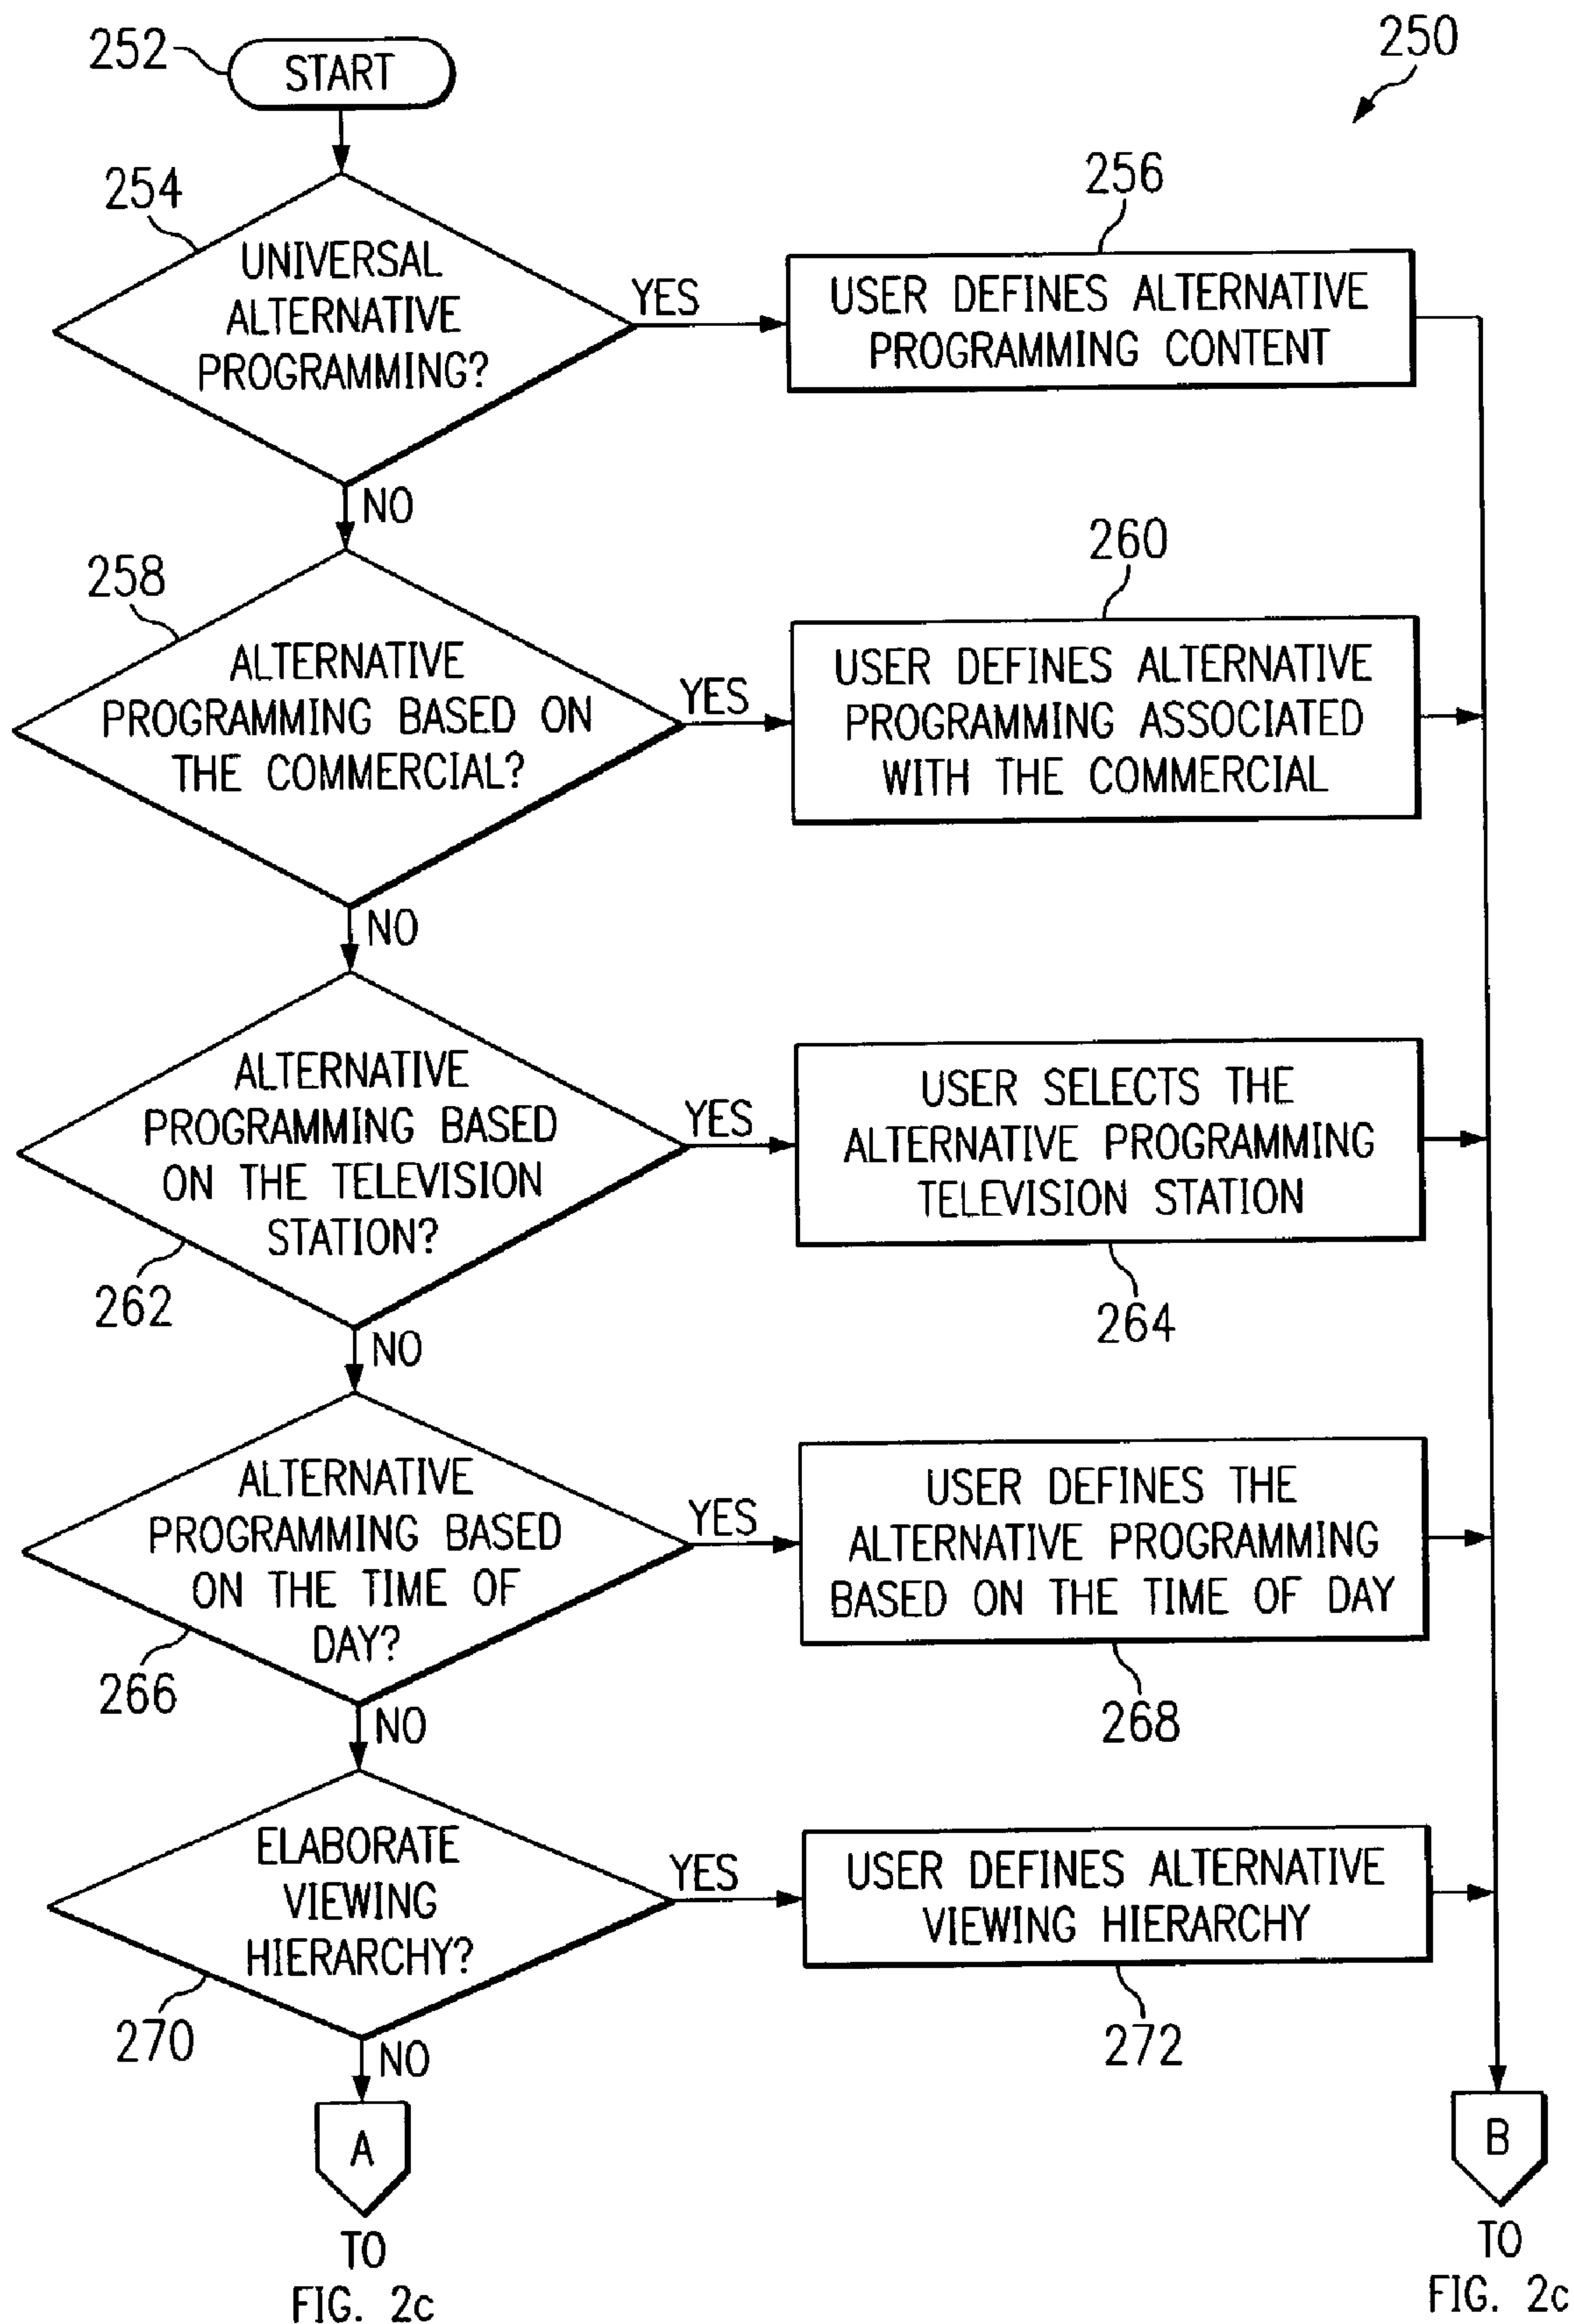 252
START
250
254
UNIVERSAL
ALTERNATIVE
PROGRAMMING?
YES
256
USER DEFINES ALTERNATIVE
PROGRAMMING CONTENT
NO
258
ALTERNATIVE
PROGRAMMING BASED ON
THE COMMERCIAL?
YES
260
USER DEFINES ALTERNATIVE
PROGRAMMING ASSOCIATED
WITH THE COMMERCIAL
NO
ALTERNATIVE
PROGRAMMING BASED
ON THE TELEVISION
STATION?
262
YES
USER SELECTS THE
ALTERNATIVE PROGRAMMING
TELEVISION STATION
264
NO
ALTERNATIVE
PROGRAMMING BASED
ON THE TIME OF
DAY?
266
YES
USER DEFINES THE
ALTERNATIVE PROGRAMMING
BASED ON THE TIME OF DAY
268
NO
ELABORATE
VIEWING
HIERARCHY?
270
YES
USER DEFINES ALTERNATIVE
VIEWING HIERARCHY
272
NO
A
TO
FIG. 2c
B
TO
FIG. 2c